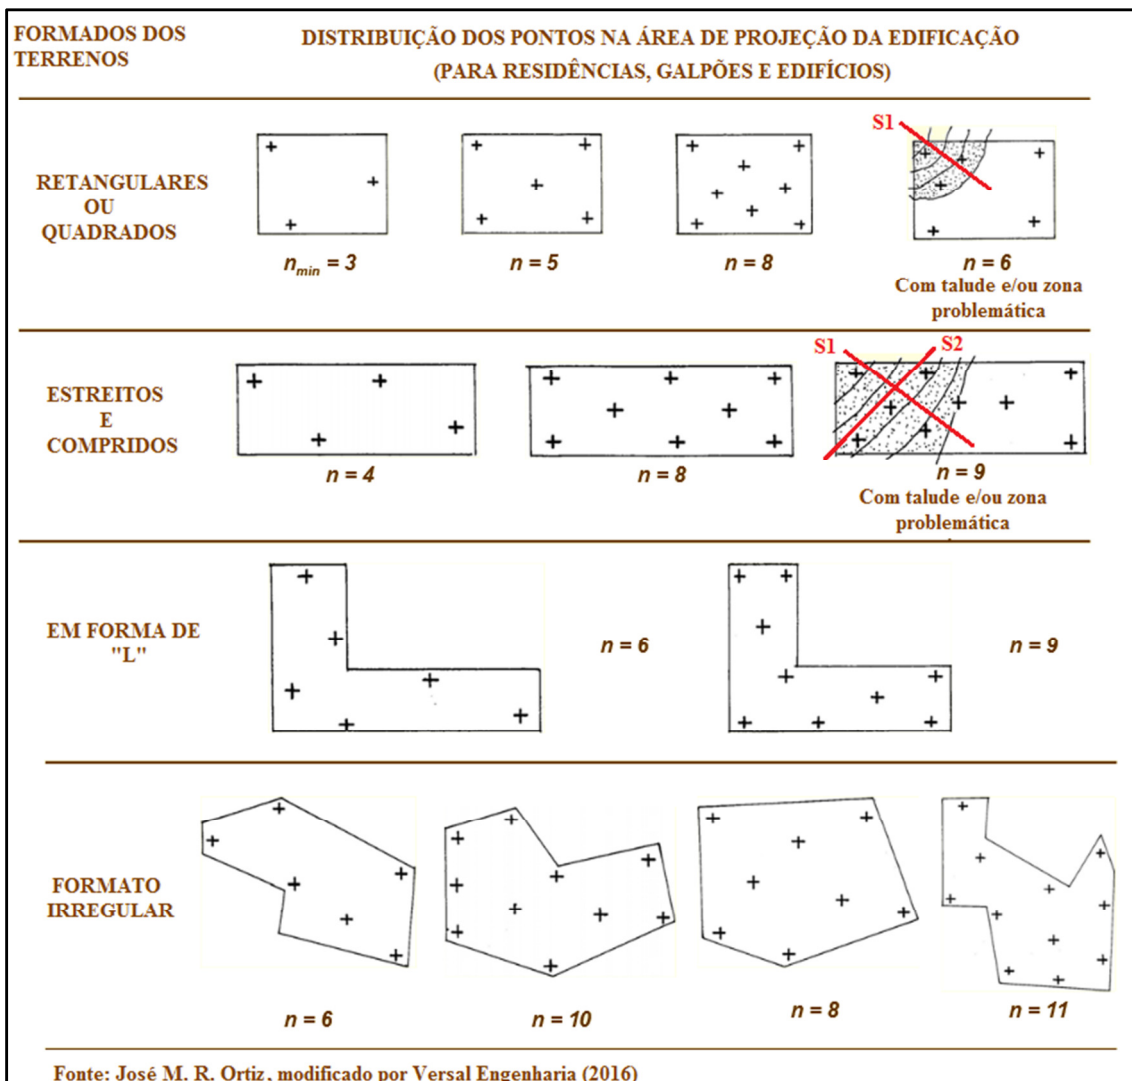 FORMADOS DOS
TERRENOS
DISTRIBUIÇÃO DOS PONTOS NA ÁREA DE PROJEÇÃO DA EDIFICAÇÃO
(PARA RESIDÊNCIAS, GALPÕES E EDIFÍCIOS)
RETANGULARES
OU
QUADRADOS
S1
nmin = 3
n = 5
n = 8
n = 6
Com talude e/ou zona
problemática
ESTREITOS
E
COMPRIDOS
S1
S2
n = 4
n = 8
n = 9
Com talude e/ou zona
problemática
EM FORMA DE
"L"
n = 6
n = 9
FORMATO
IRREGULAR
n = 6
n = 10
n = 8
n = 11
Fonte: José M. R. Ortiz, modificado por Versal Engenharia (2016)